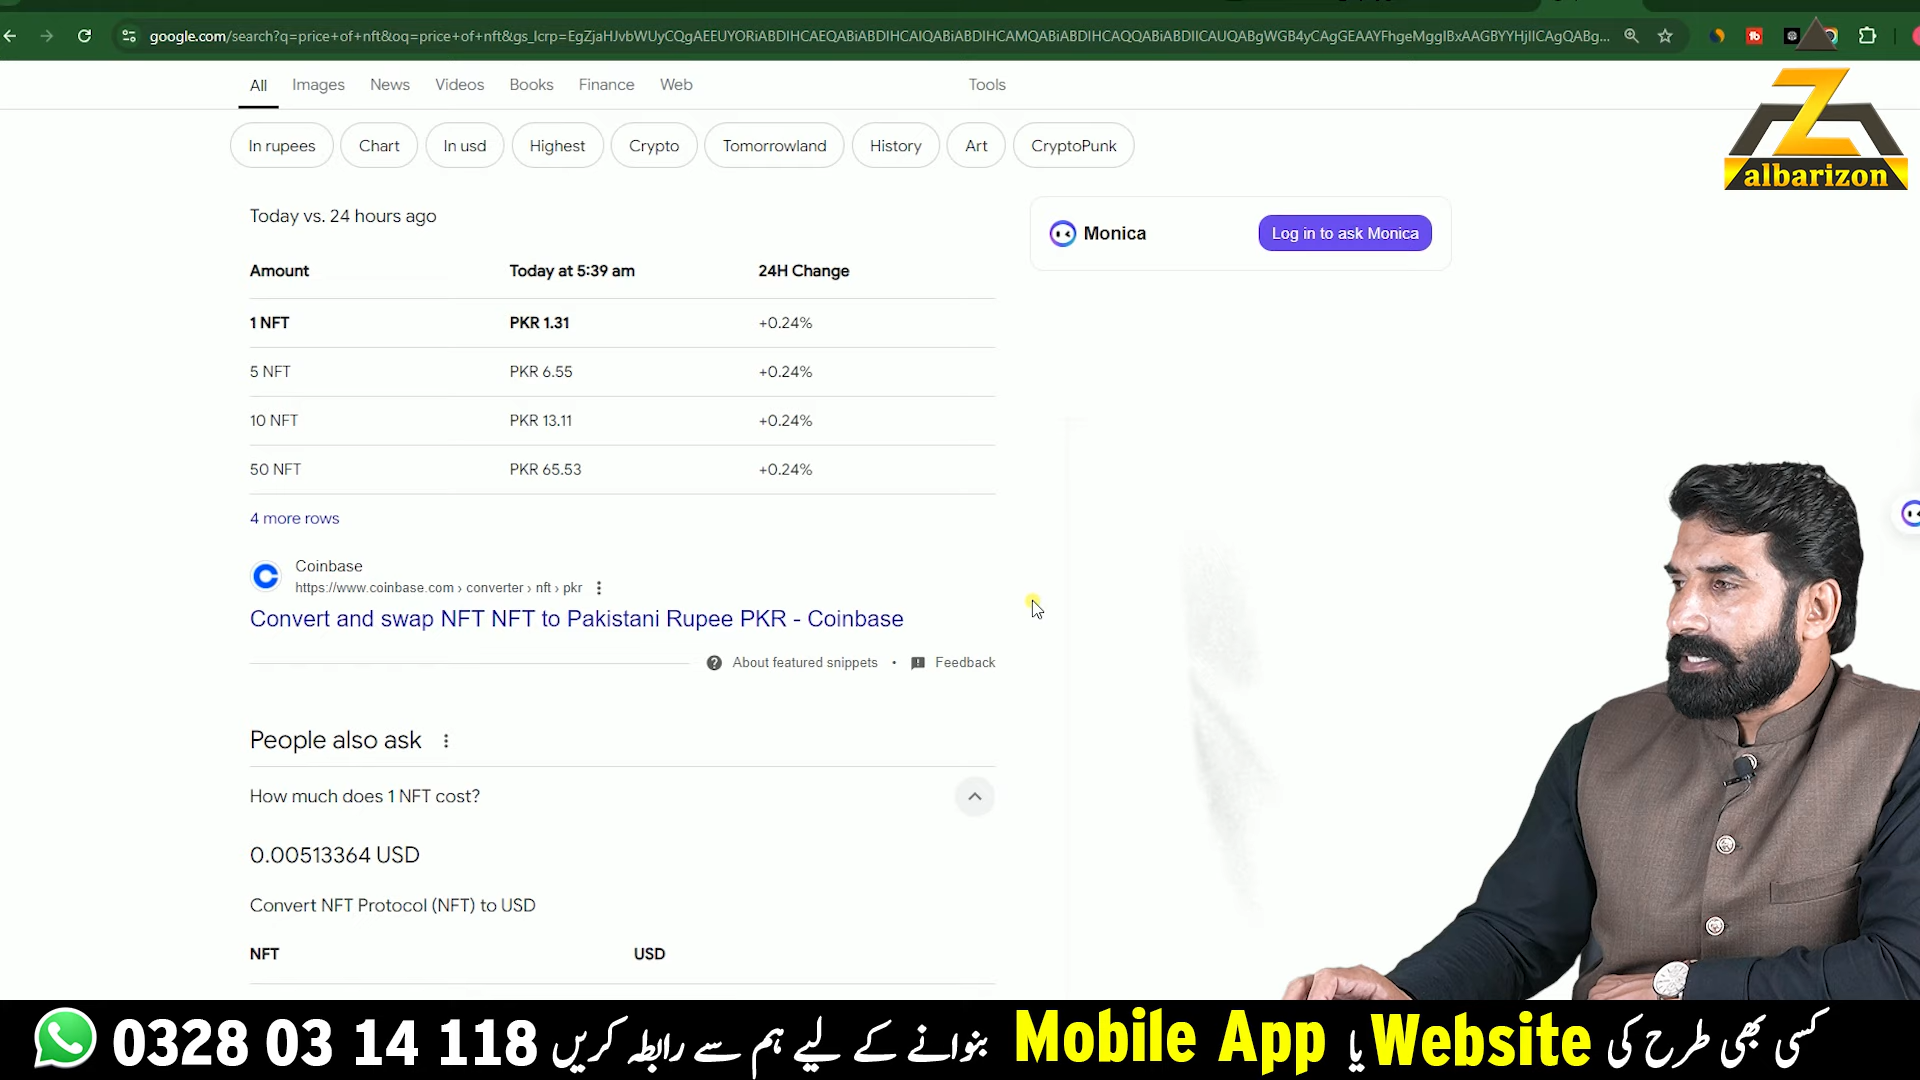 google.com/search?q=price+of+nft&oq=price+of+nft&gs_lcrp=EgZjaHJvbWUyCQgAEEUYORiABDIHCAEQABiABDIHCAIQABiABDIHCAMQABiABDIHCAQQABiABDIICAUQABgWGB4yCAgGEAAYFhgeMggIBxAAGBYYHjIICAgQABg...
All Images News Videos Books Finance Web Tools
In rupees Chart In usd Highest Crypto Tomorrowland History Art CryptoPunk
albarizon
Today vs. 24 hours ago
Monica Log in to ask Monica
Amount Today at 5:39 am 24H Change
1 NFT PKR 1.31 +0.24%
5 NFT PKR 6.55 +0.24%
10 NFT PKR 13.11 +0.24%
50 NFT PKR 65.53 +0.24%
4 more rows
Coinbase
https://www.coinbase.com › converter › nft › pkr
Convert and swap NFT NFT to Pakistani Rupee PKR - Coinbase
About featured snippets • Feedback
People also ask
How much does 1 NFT cost?
0.00513364 USD
Convert NFT Protocol (NFT) to USD
NFT USD
کسی بھی طرح کی Website یا Mobile App بنوانے کے لیے ہم سے رابطہ کریں 0328 03 14 118